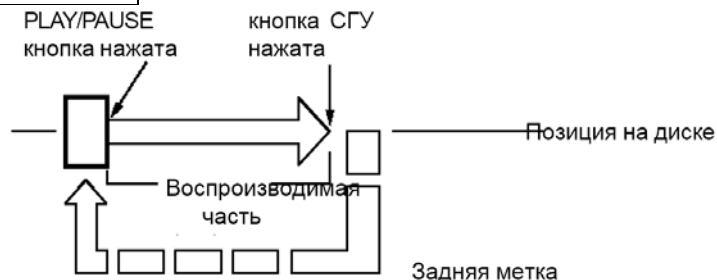 PLAY/PAUSE
кнопка нажата
кнопка СГУ
нажата
Позиция на диске
Воспроизводимая
часть
Задняя метка